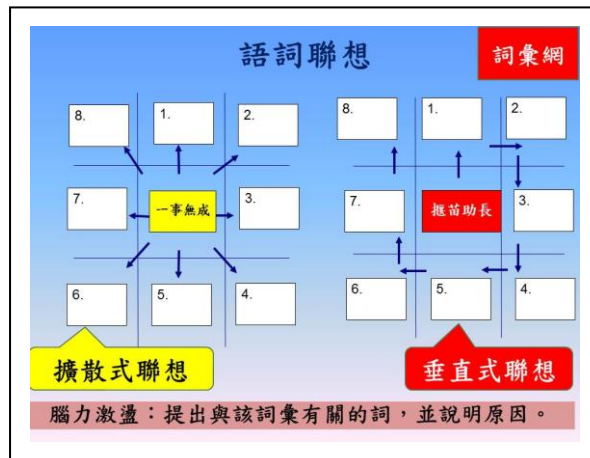 語詞聯想
詞彙網
8.
1.
2.
7.
一事無成
3.
6.
5.
4.
擴散式聯想
8.
1.
2.
7.
揠苗助長
3.
6.
5.
4.
垂直式聯想
腦力激盪：提出與該詞彙有關的詞，並說明原因。